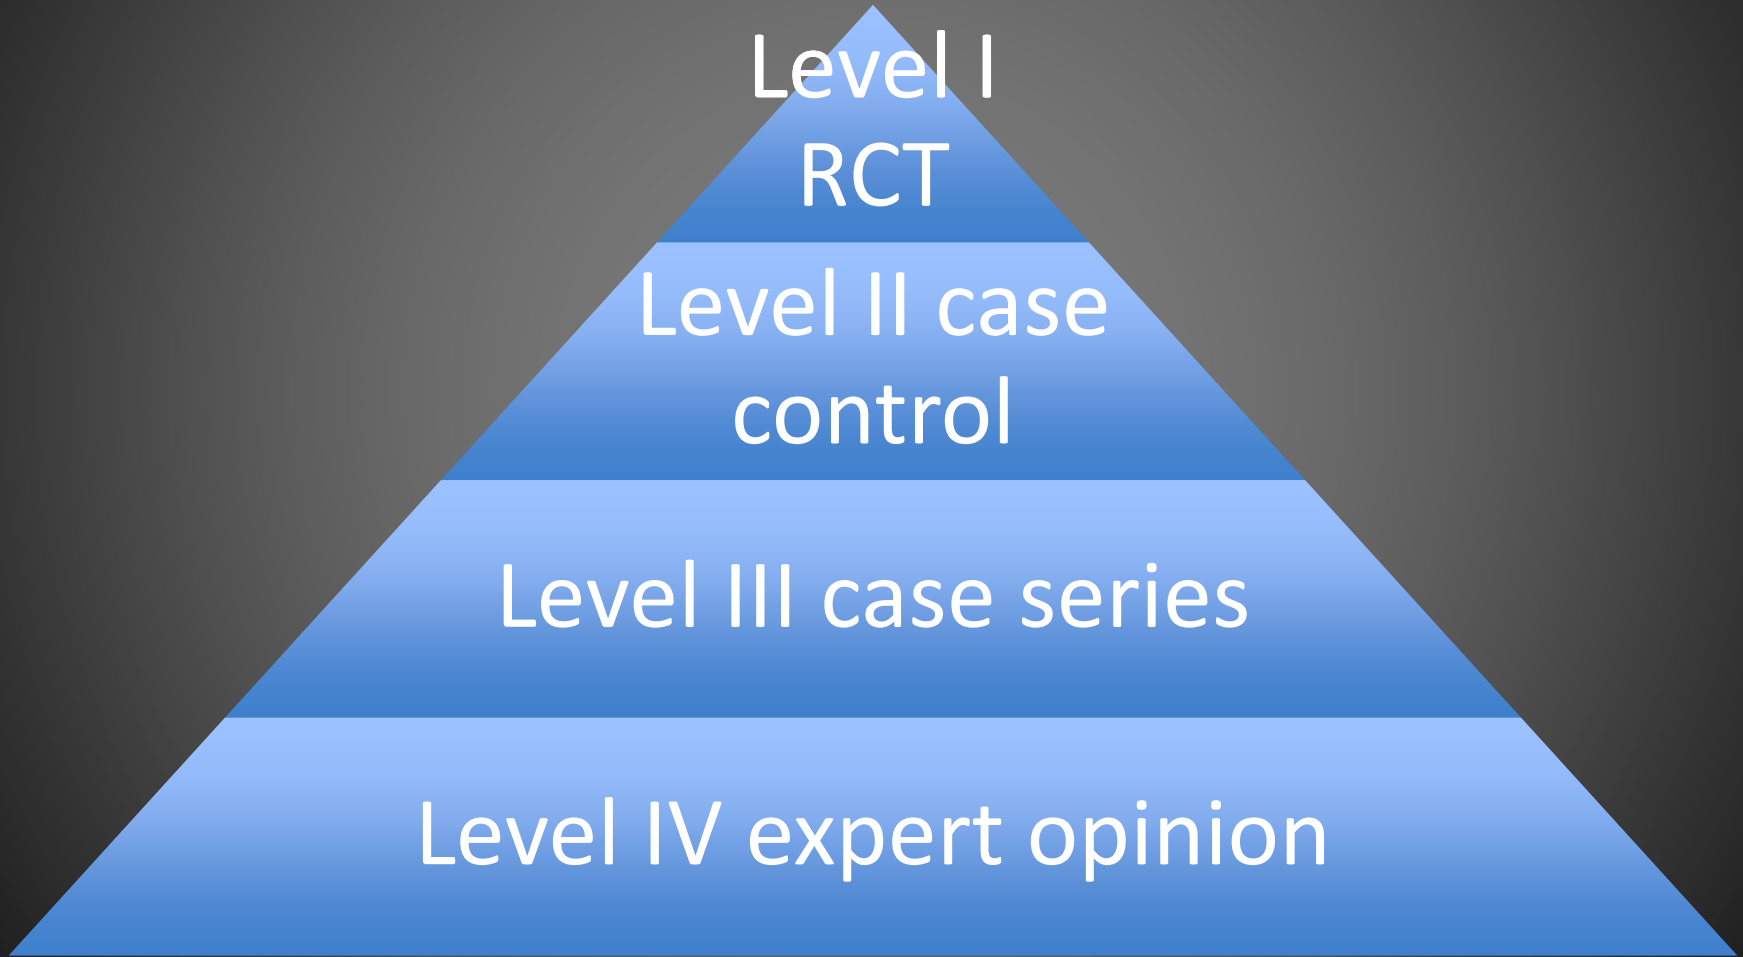 Level I
RCT
Level II case
control
Level III case series
Level IV expert opinion